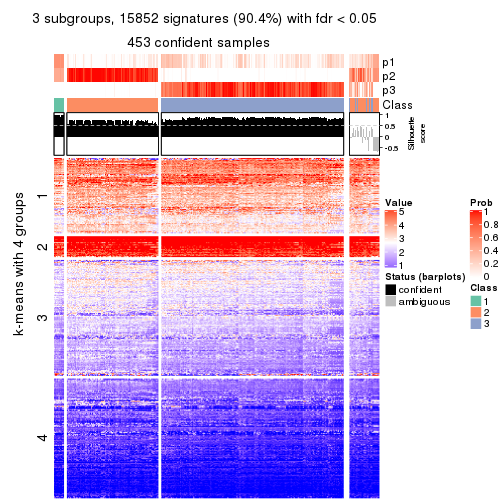 3 subgroups, 15852 signatures (90.4%) with fdr < 0.05
453 confident samples
p1
p2
p3
Class
1
0.5
0
-0.5
Silhouette
score
k-means with 4 groups
1
2
3
4
Value
5
4
3
2
1
Status (barplots)
confident
ambiguous
Prob
1
0.8
0.6
0.4
0.2
0
Class
1
2
3